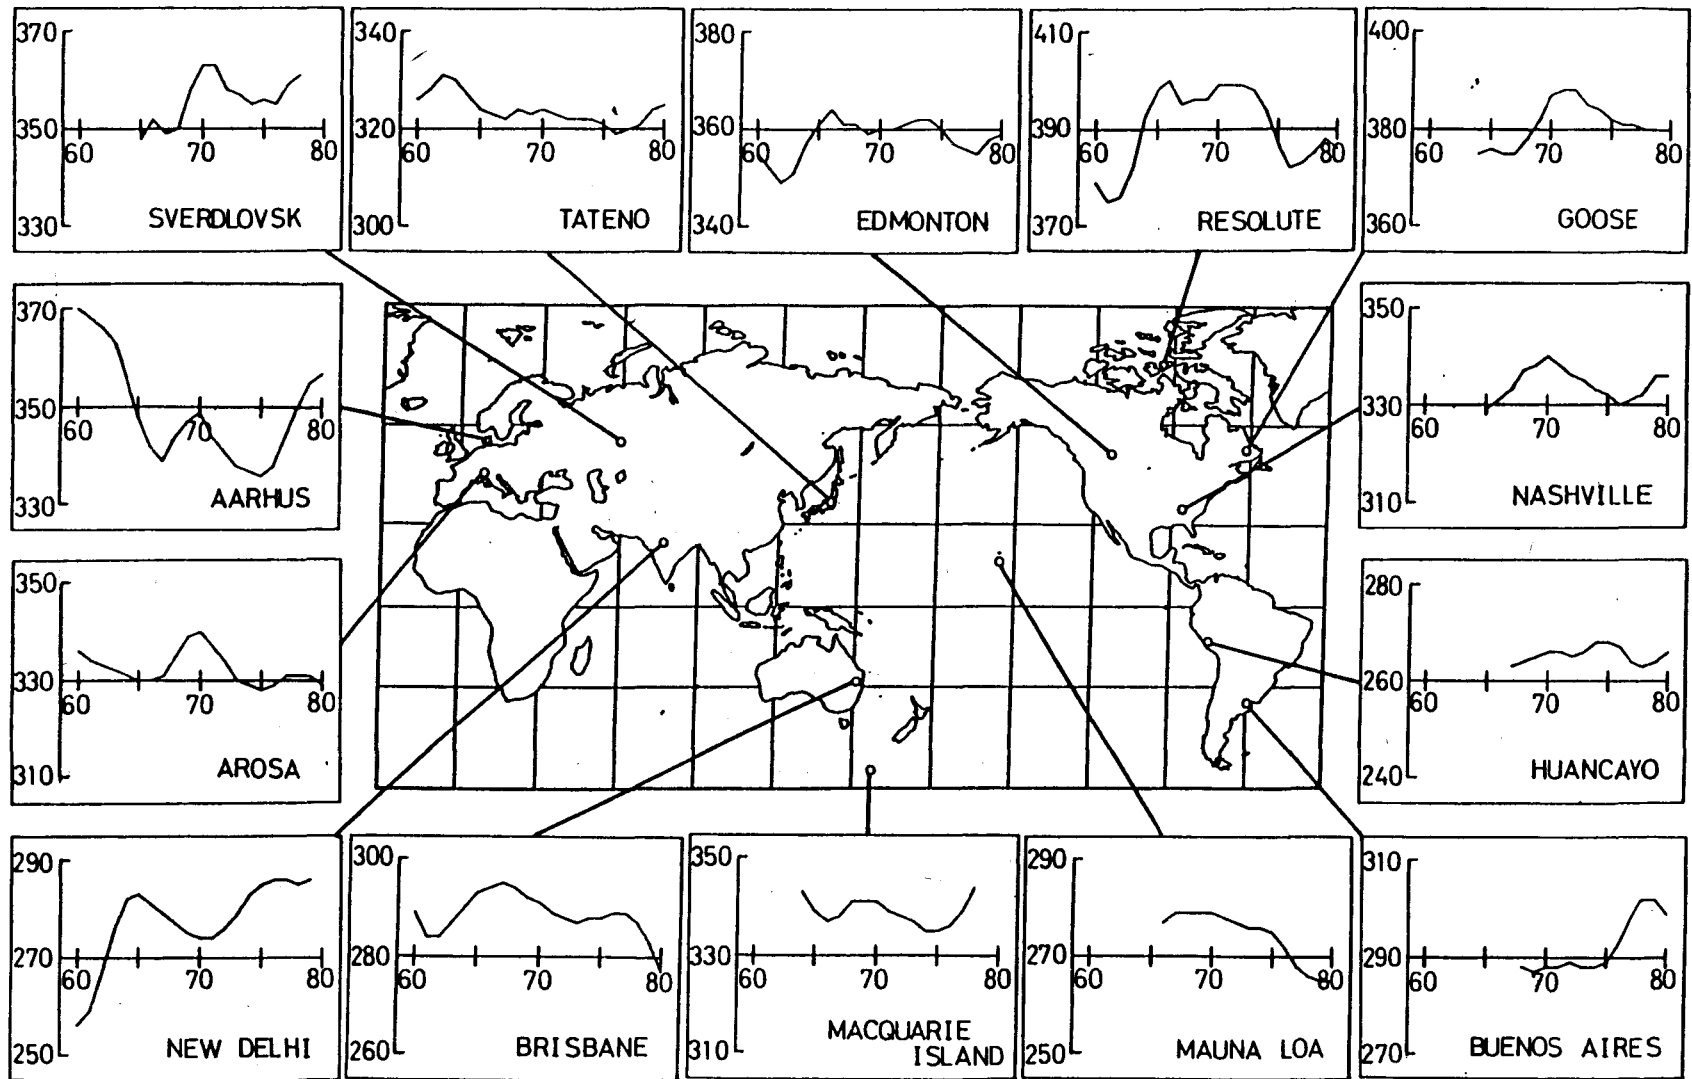 370
350
60 70 80
330 SVERDLOVSK
340
320
60 70 80
300 TATENO
380
360
60 70 80
340 EDMONTON
410
390
60 70 80
370 RESOLUTE
400
380
60 70 80
360 GOOSE
370
350
60 70 80
330 AARHUS
350
330
60 70 80
310 NASHVILLE
350
330
60 70 80
310 AROSA
280
260
60 70 80
240 HUANCAYO
290
270
60 70 80
250 NEW DELHI
300
280
60 70 80
260 BRISBANE
350
330
60 70 80
MACQUARIE
310 ISLAND
290
270
60 70 80
250 MAUNA LOA
310
290
60 70 80
270 BUENOS AIRES